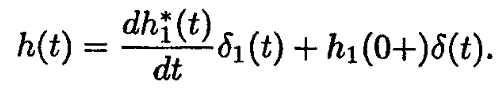 h(t) = \frac{dh_1^*(t)}{dt} \delta_1(t) + h_1(0+)\delta(t).